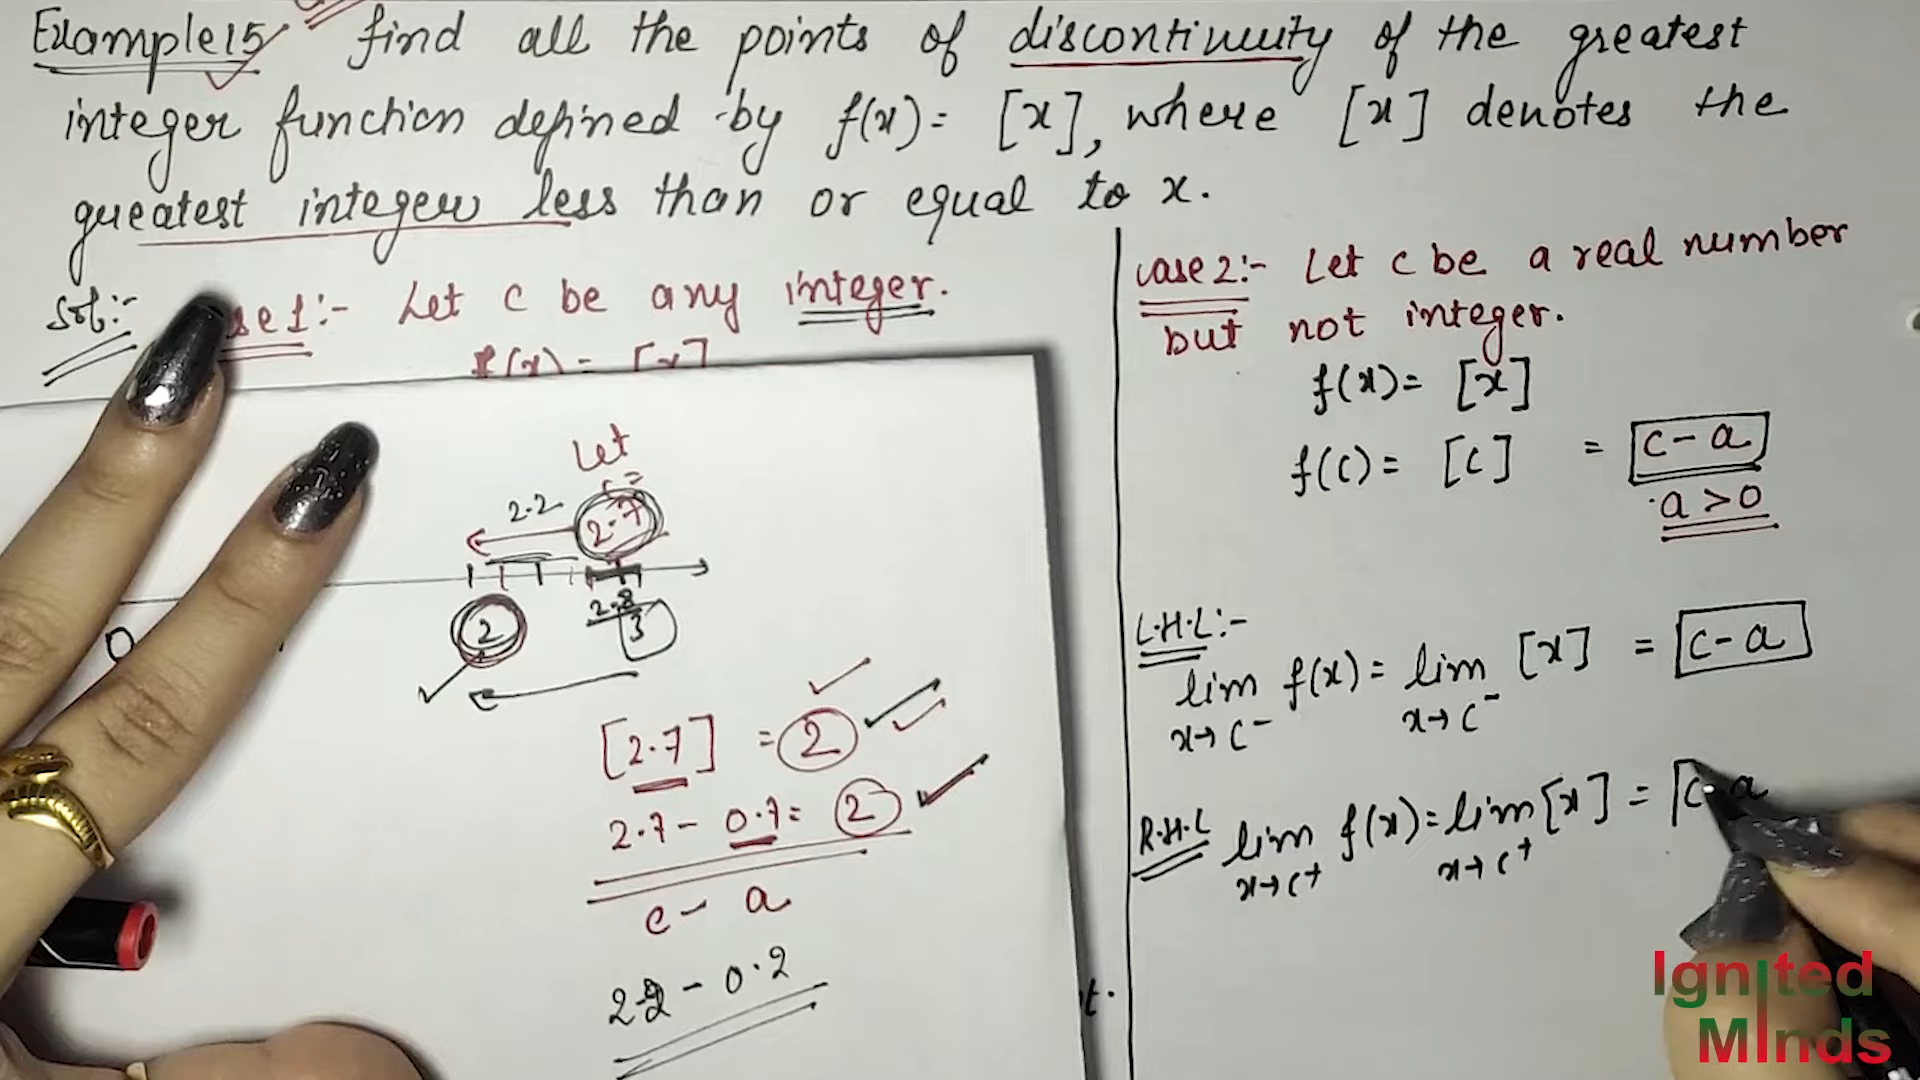 Example 15 find all the points of discontinuity of the greatest
integer function defined by f(x) = [x], where [x] denotes the
greatest integer less than or equal to x.
Sol:- Case 1:- Let c be any integer.
f(x) = [x]
Let
c =
2.7
2.2
2.8
2
3
0
[2.7] = 2
2.7 - 0.7 = 2
c - a
2.2 - 0.2
t.
Case 2:- Let c be a real number
but not integer.
f(x) = [x]
f(c) = [c] = c - a
a > 0
L.H.L:-
lim f(x) = lim [x] = c - a
x→c⁻ x→c⁻
R.H.L lim f(x) = lim [x] = c - a
x→c⁺ x→c⁺
Ignited
Minds